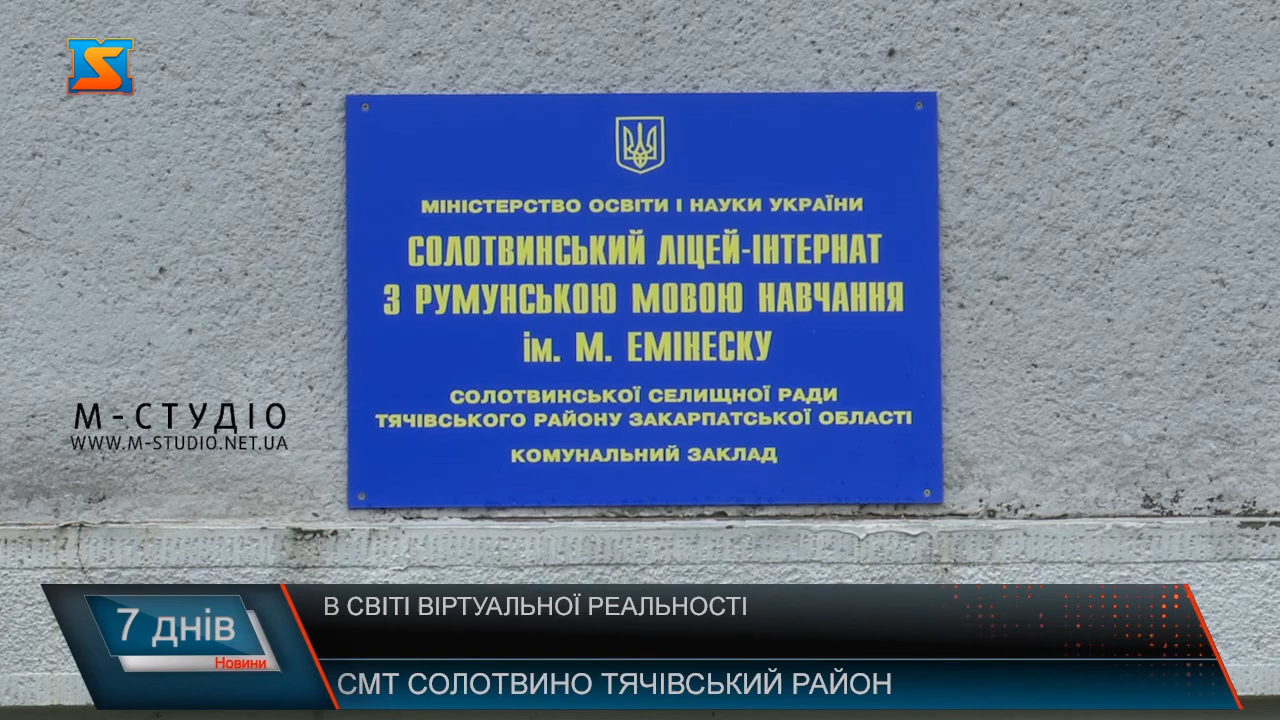 МІНІСТЕРСТВО ОСВІТИ І НАУКИ УКРАЇНИ
СОЛОТВИНСЬКИЙ ЛІЦЕЙ-ІНТЕРНАТ
З РУМУНСЬКОЮ МОВОЮ НАВЧАННЯ
ім. М. ЕМІНЕСКУ
СОЛОТВИНСЬКОЇ СЕЛИЩНОЇ РАДИ
ТЯЧІВСЬКОГО РАЙОНУ ЗАКАРПАТСЬКОЇ ОБЛАСТІ
КОМУНАЛЬНИЙ ЗАКЛАД
М-СТУДІО
WWW.M-STUDIO.NET.UA
7 днів
Новини
В СВІТІ ВІРТУАЛЬНОЇ РЕАЛЬНОСТІ
СМТ СОЛОТВИНО ТЯЧІВСЬКИЙ РАЙОН